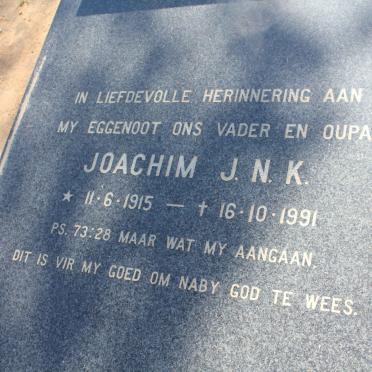 IN LIEFDEVOLLE HERINNERING AAN
MY EGGENOOT ONS VADER EN OUPA
JOACHIM J. N. K.
★ 11·6·1915 — † 16·10·1991
PS. 73:28 MAAR WAT MY AANGAAN.
DIT IS VIR MY GOED OM NABY GOD TE WEES.